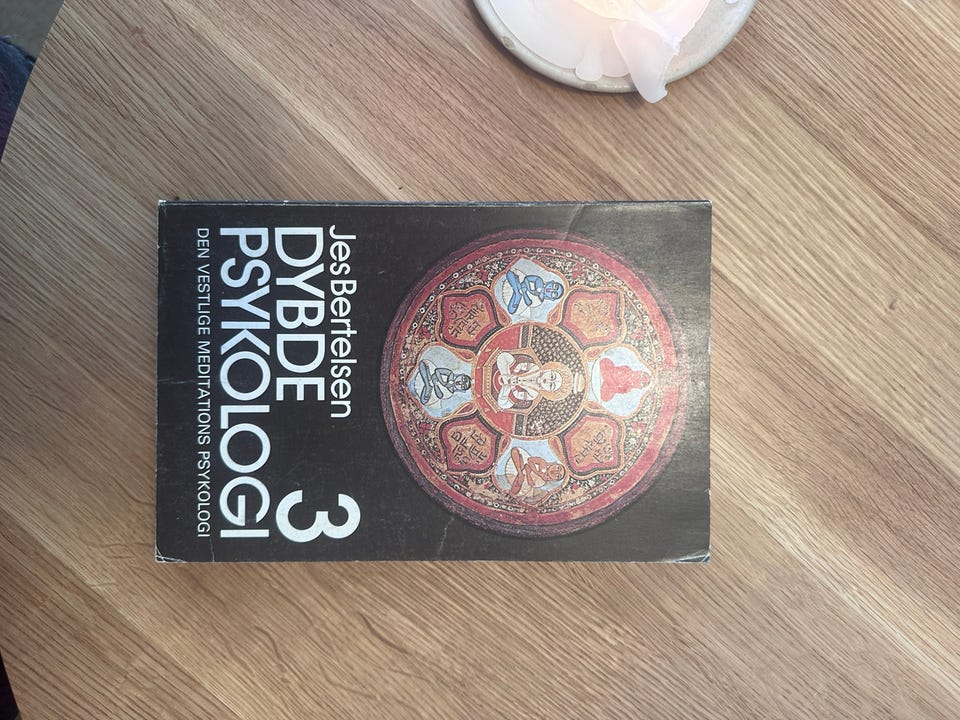 Jes Bertelsen
DYBDE
PSYKOLOGI 3
DEN VESTLIGE MEDITATIONS PSYKOLOGI